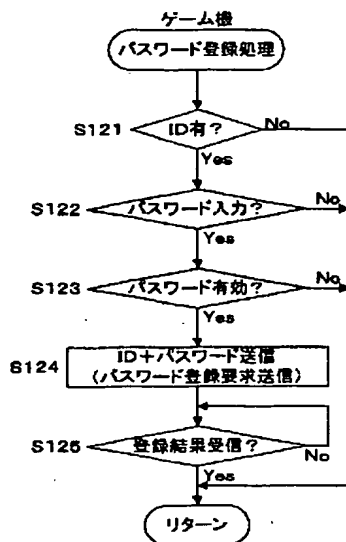 ゲーム機
パスワード登録処理
S121
ID有?
No
Yes
S122
パスワード入力?
No
Yes
S123
パスワード有効?
No
Yes
S124
ID+パスワード送信
(パスワード登録要求送信)
S125
登録結果受信?
No
Yes
リターン